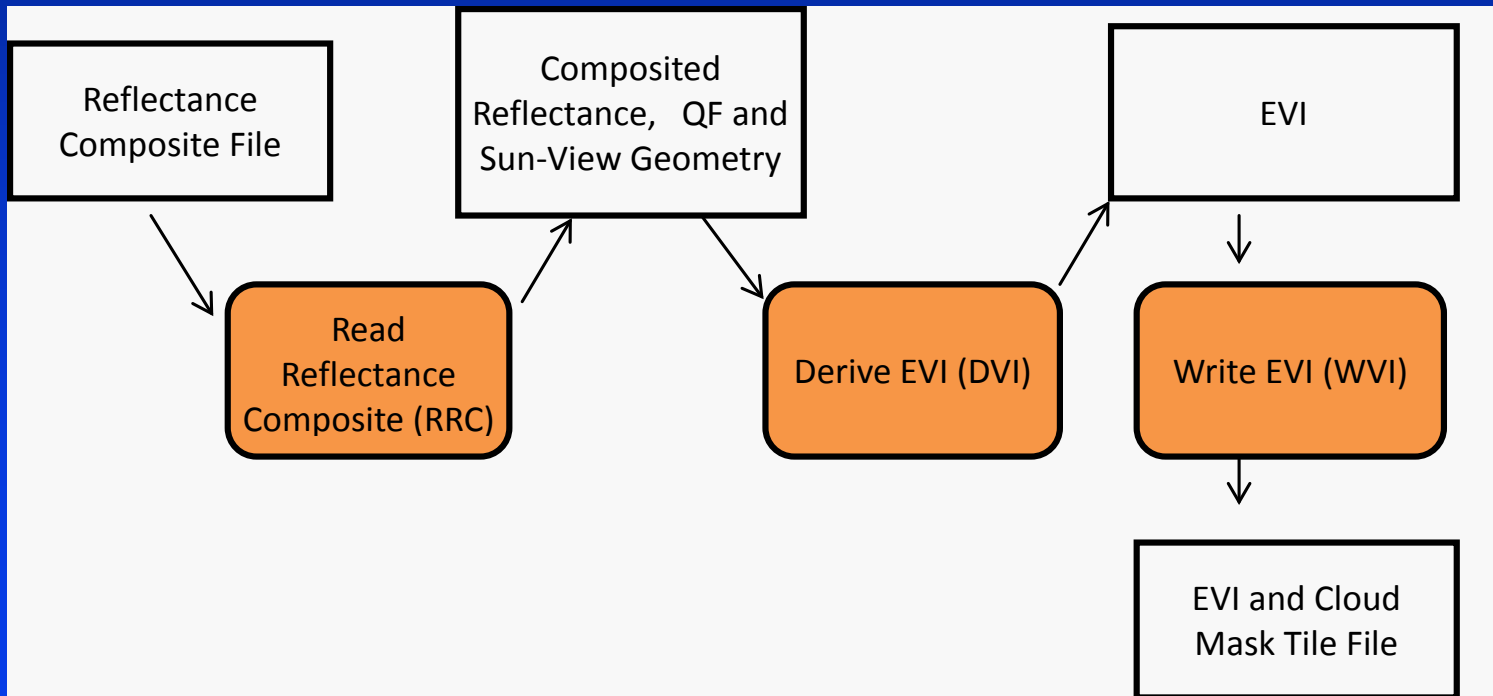 Reflectance
Composite File
Composited
Reflectance,   QF and
Sun-View Geometry
EVI
Read
Reflectance
Composite (RRC)
Derive EVI (DVI)
Write EVI (WVI)
EVI and Cloud
Mask Tile File